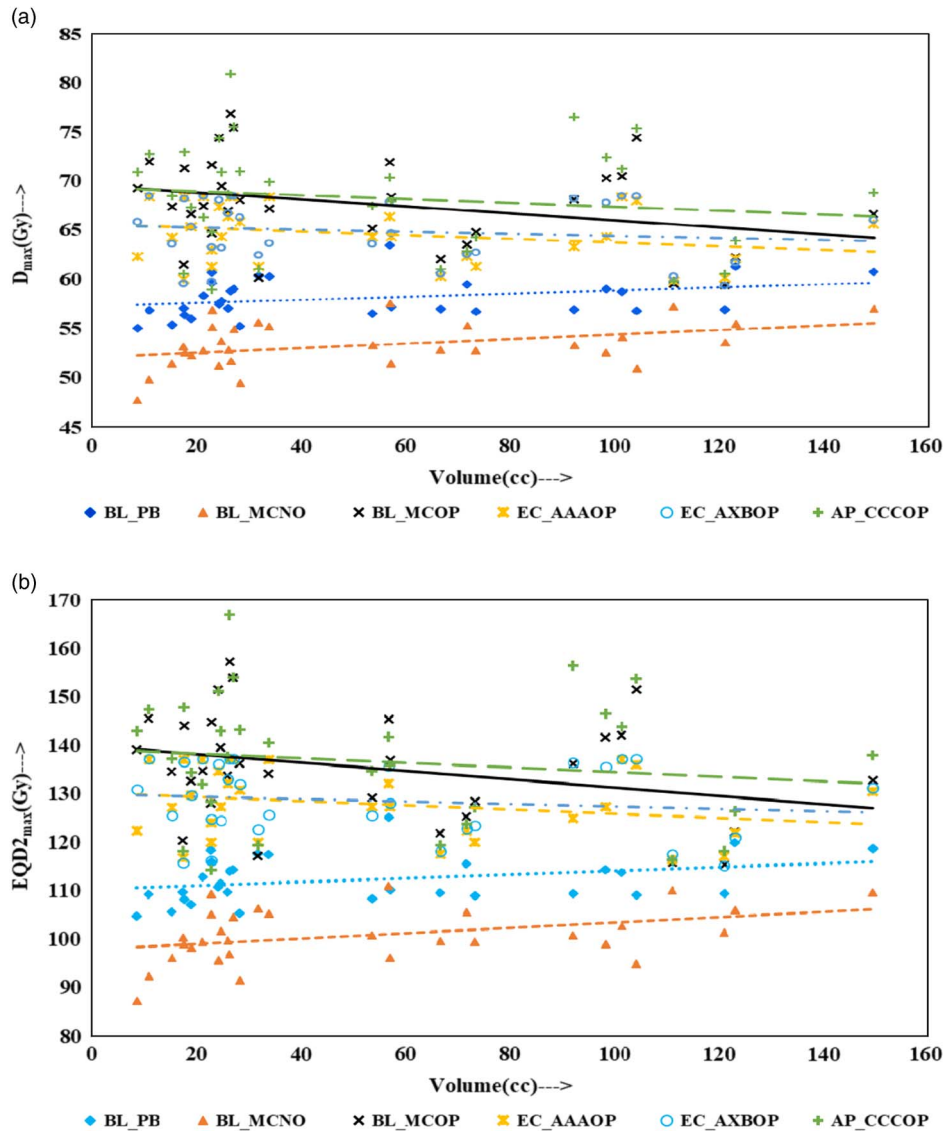 (a)
85
80
75
70
65
60
55
50
45
D_max(Gy)--->
0 20 40 60 80 100 120 140 160
Volume(cc)--->
BL_PB BL_MCNO BL_MCOP EC_AAAOP EC_AXBOP AP_CCCOP
(b)
170
160
150
140
130
120
110
100
90
80
EQD2_max(Gy)--->
0 20 40 60 80 100 120 140 160
Volume(cc)--->
BL_PB BL_MCNO BL_MCOP EC_AAAOP EC_AXBOP AP_CCCOP